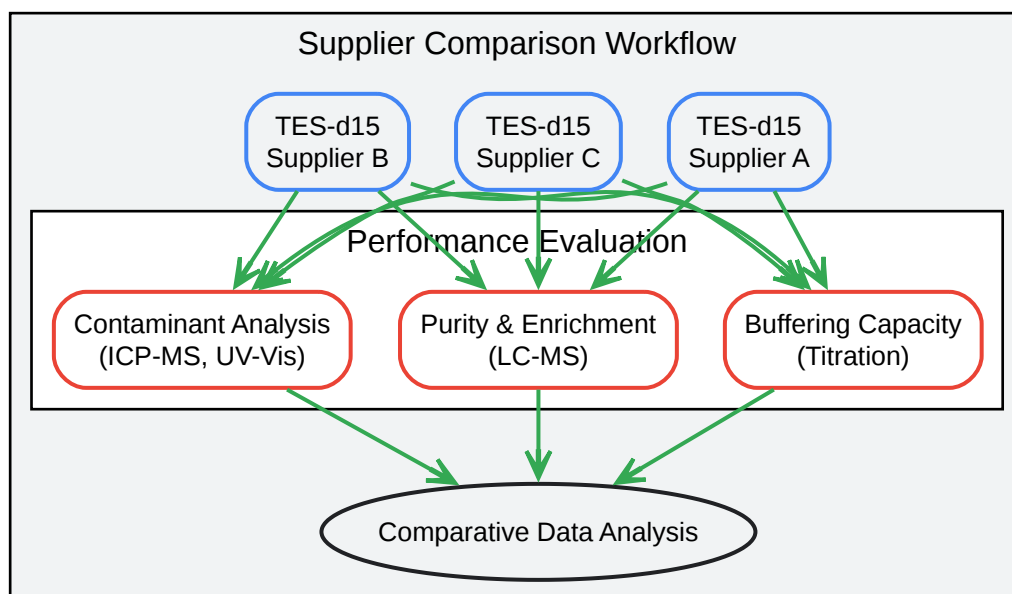 Supplier Comparison Workflow
TES-d15
Supplier B
TES-d15
Supplier C
TES-d15
Supplier A
Performance Evaluation
Contaminant Analysis
(ICP-MS, UV-Vis)
Purity & Enrichment
(LC-MS)
Buffering Capacity
(Titration)
Comparative Data Analysis